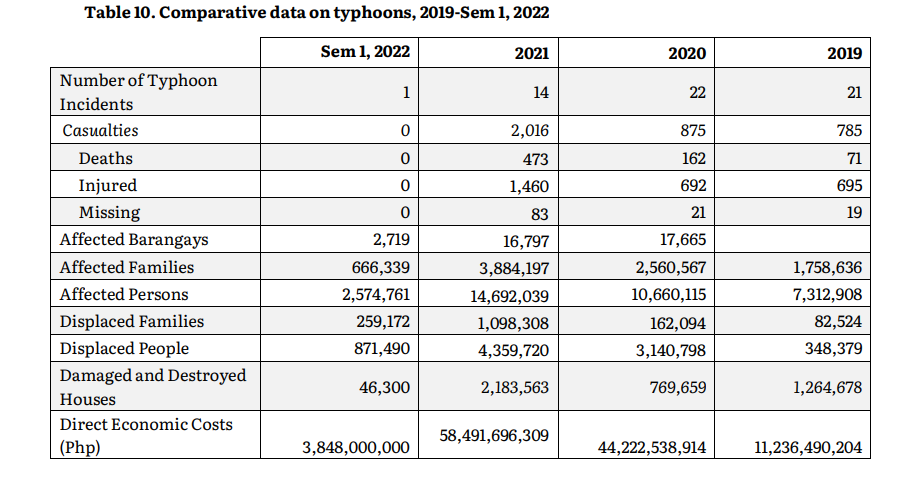 Table 10. Comparative data on typhoons, 2019-Sem 1, 2022
Sem 1, 2022 2021 2020 2019
Number of Typhoon
Incidents 1 14 22 21
Casualties 0 2,016 875 785
Deaths 0 473 162 71
Injured 0 1,460 692 695
Missing 0 83 21 19
Affected Barangays 2,719 16,797 17,665
Affected Families 666,339 3,884,197 2,560,567 1,758,636
Affected Persons 2,574,761 14,692,039 10,660,115 7,312,908
Displaced Families 259,172 1,098,308 162,094 82,524
Displaced People 871,490 4,359,720 3,140,798 348,379
Damaged and Destroyed
Houses 46,300 2,183,563 769,659 1,264,678
Direct Economic Costs
(Php) 3,848,000,000 58,491,696,309 44,222,538,914 11,236,490,204